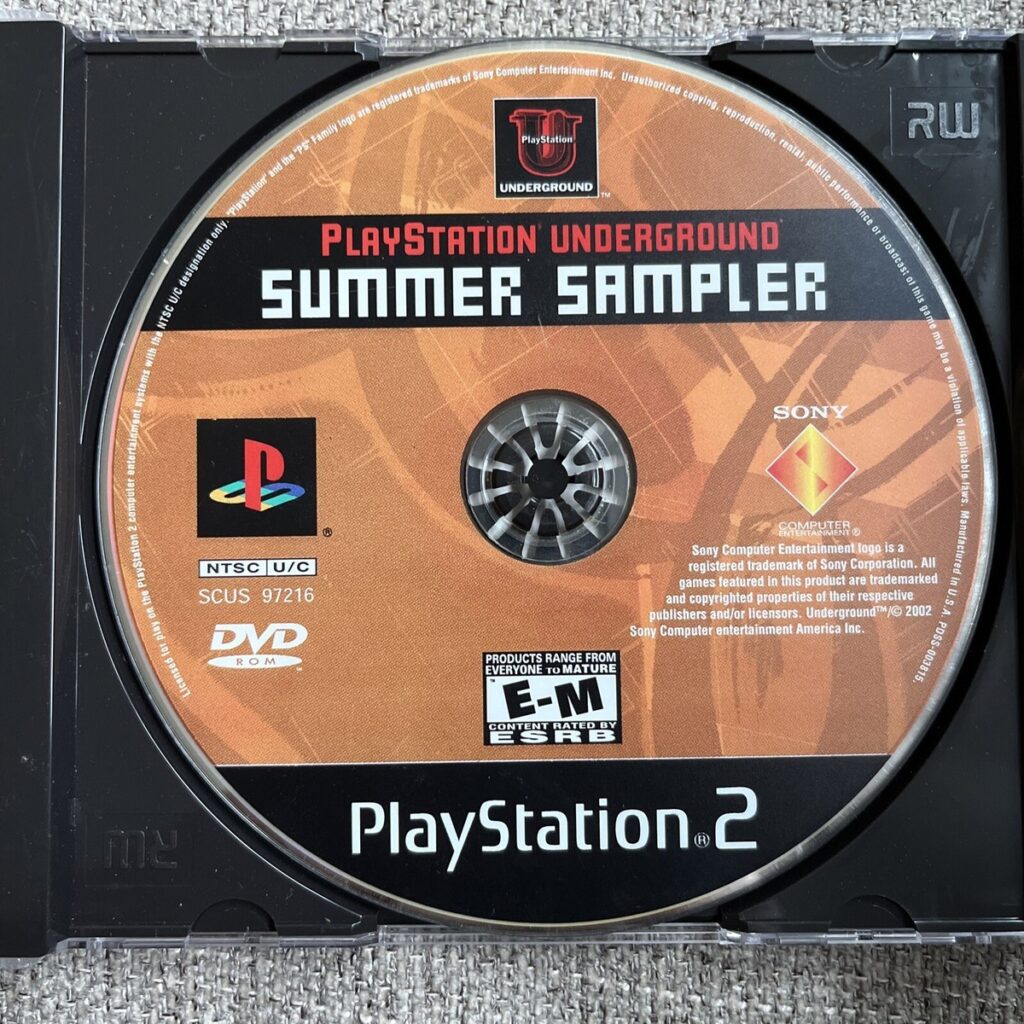 PlayStation
U
UNDERGROUND™
PLAYSTATION UNDERGROUND
SUMMER SAMPLER
SONY
COMPUTER
ENTERTAINMENT®
®
NTSC U/C
SCUS 97216
DVD
ROM™
Sony Computer Entertainment logo is a
registered trademark of Sony Corporation. All
games featured in this product are trademarked
and copyrighted properties of their respective
publishers and/or licensors. Underground™/© 2002
Sony Computer entertainment America Inc.
PRODUCTS RANGE FROM
EVERYONE TO MATURE
E-M
CONTENT RATED BY
ESRB
PlayStation®2
Licensed for play on the PlayStation 2 computer entertainment systems with the NTSC U/C designation only. "PlayStation" and the "PS" Family logo are registered trademarks of Sony Computer Entertainment Inc. Unauthorized copying, reproduction, rental, public performance or broadcast of this game may be a violation of applicable laws. Manufactured in U.S.A. PDSS-003815.
RW